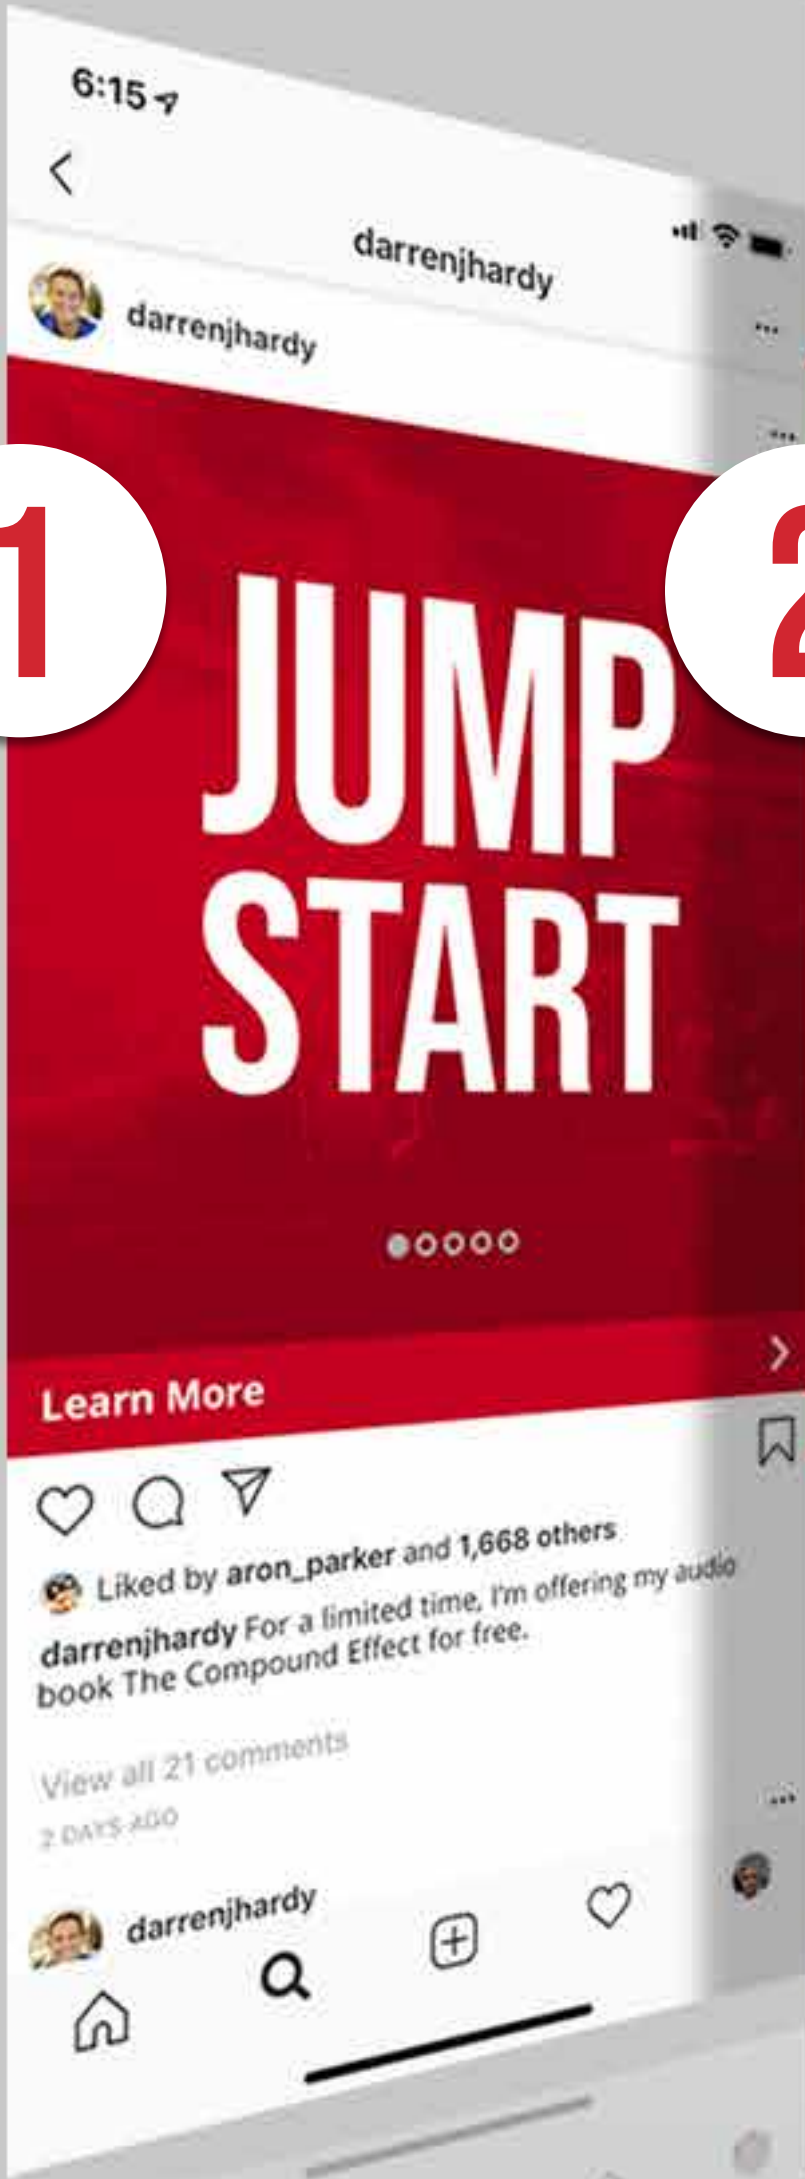 6:15
darrenjhardy
darrenjhardy
1
2
JUMP
START
Learn More
Liked by aron_parker and 1,668 others
darrenjhardy For a limited time, I'm offering my audio
book The Compound Effect for free.
View all 21 comments
2 DAYS AGO
darrenjhardy